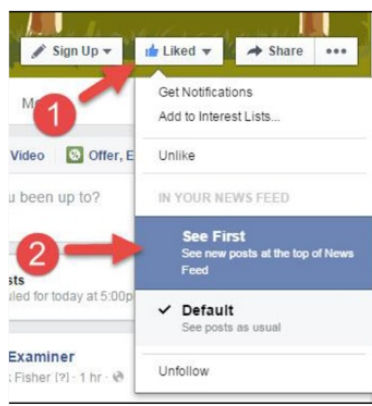 Sign Up
Liked
Share
1
Get Notifications
Add to Interest Lists...
Video
Offer, E
Unlike
u been up to?
IN YOUR NEWS FEED
2
See First
See new posts at the top of News
Feed
sts
uled for today at 5:00p
Default
See posts as usual
Examiner
Fisher [?] · 1 hr ·
Unfollow